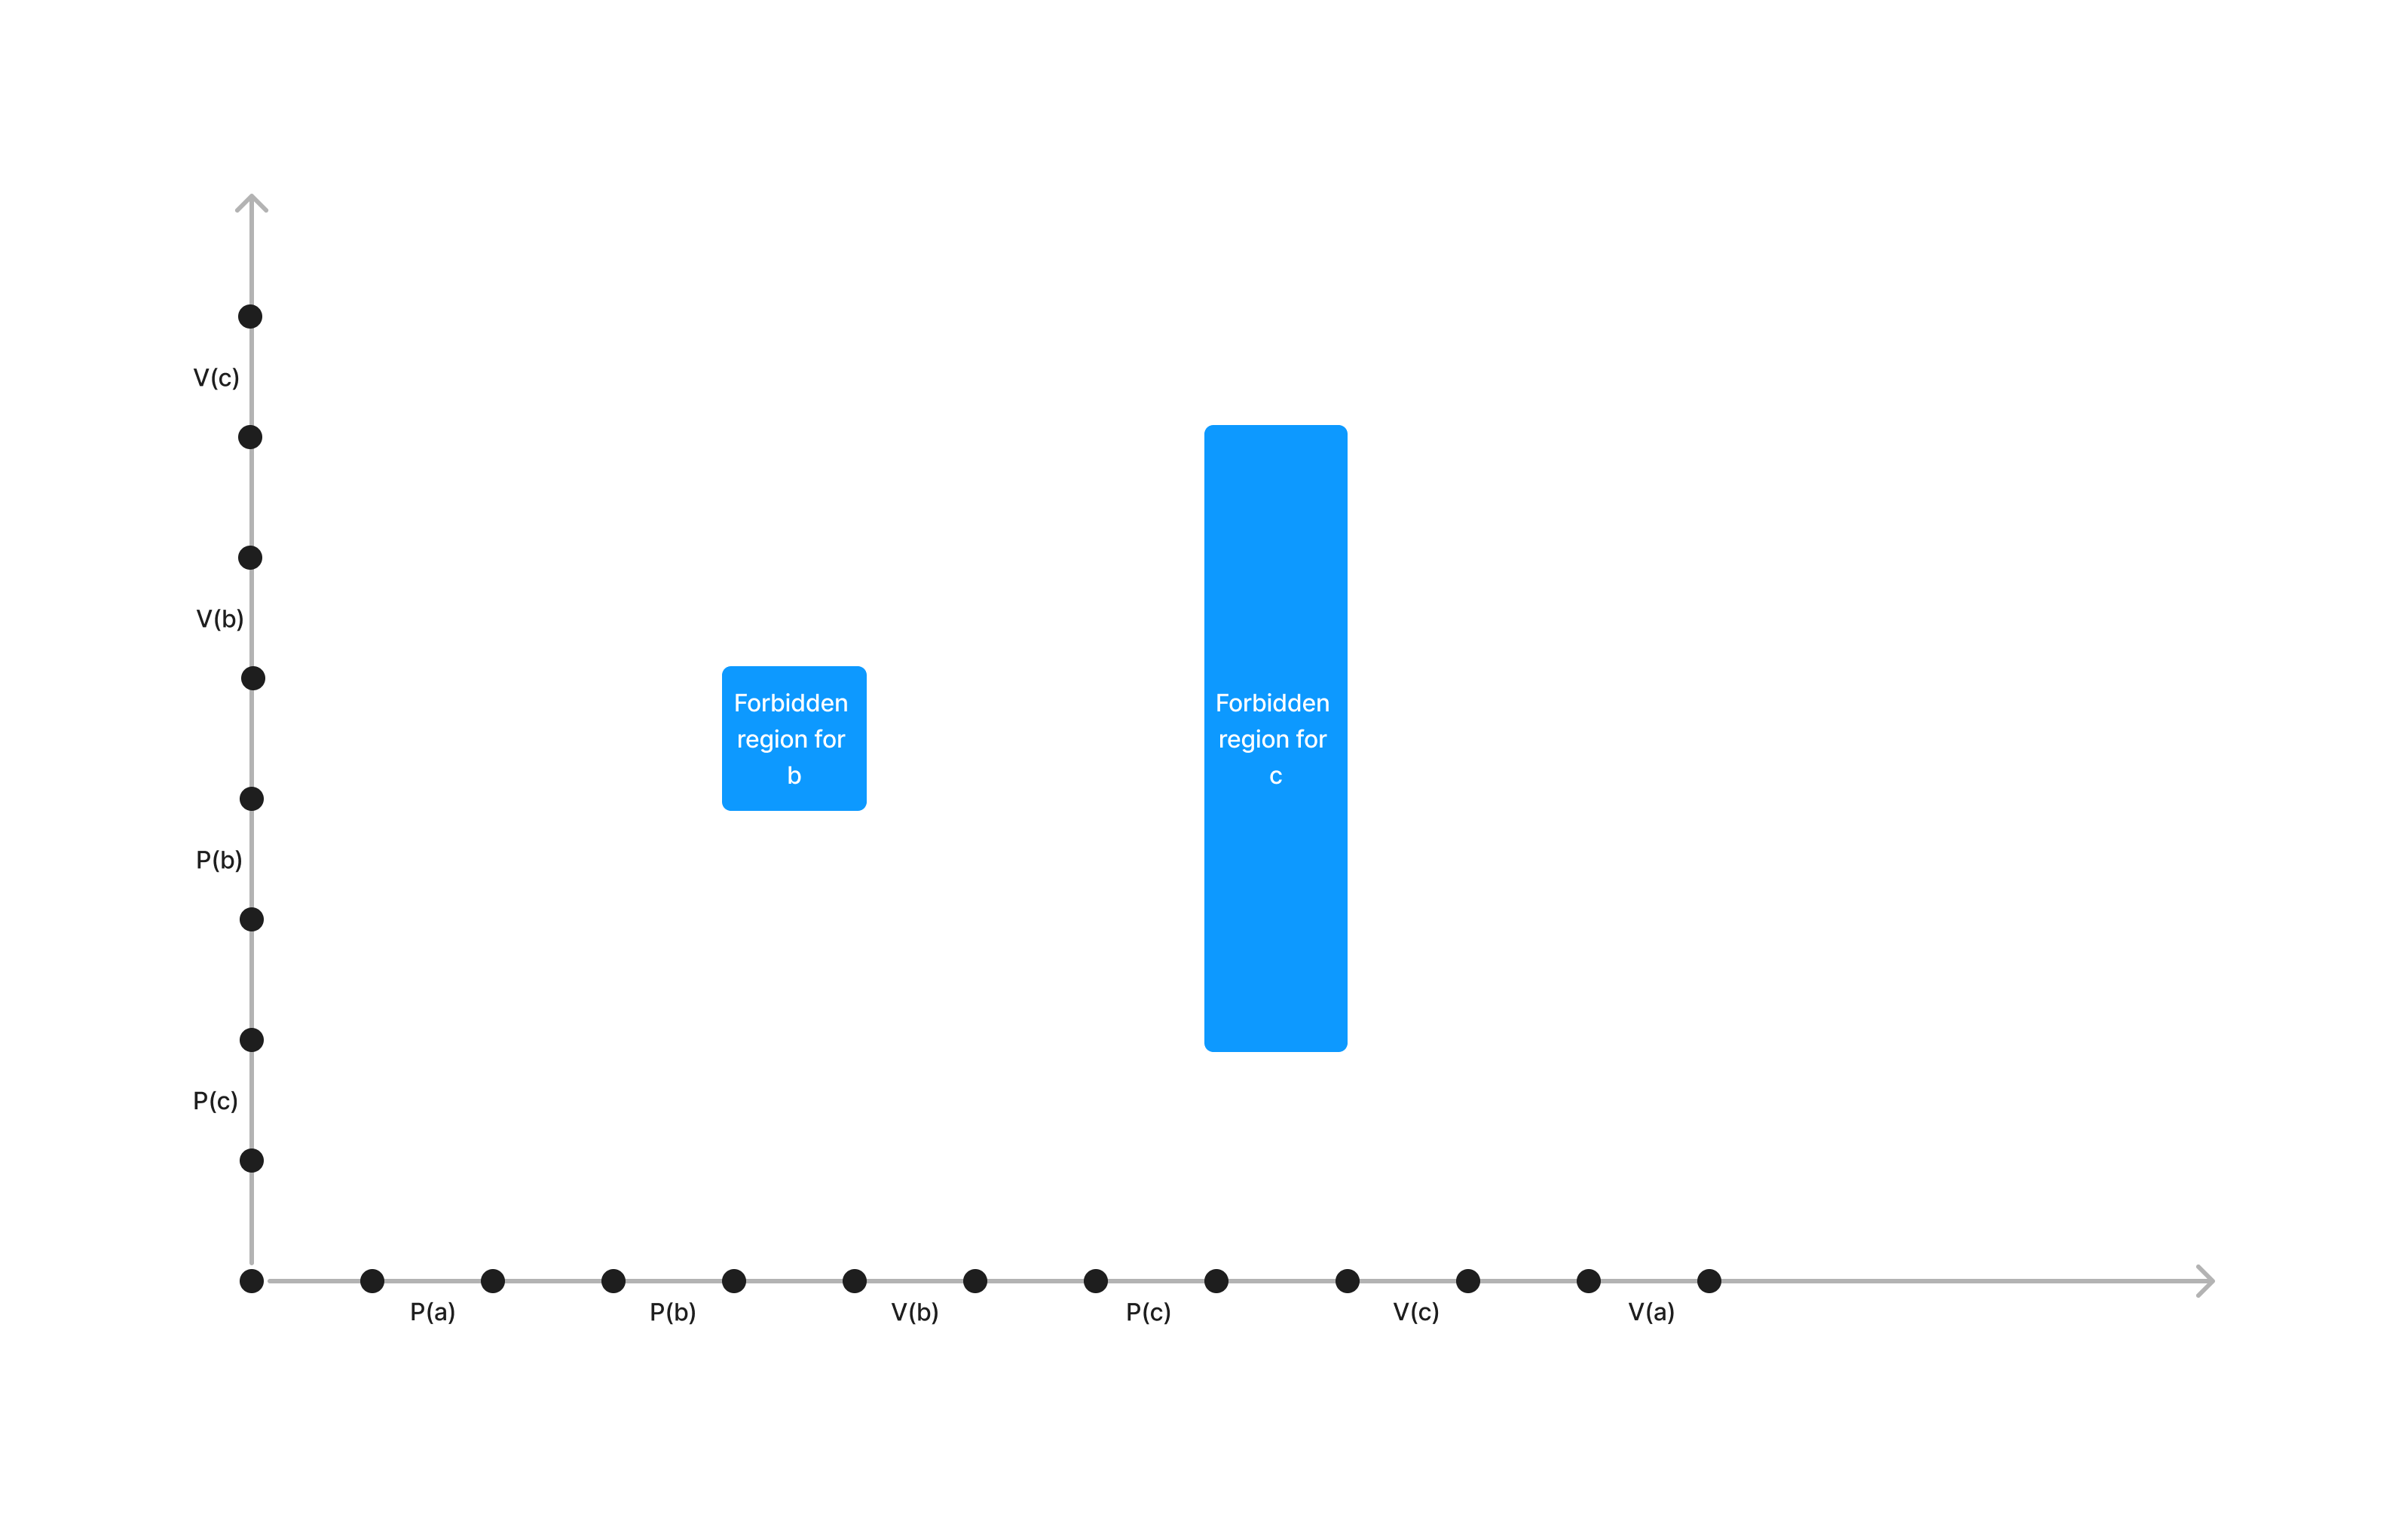 V(c)
V(b)
Forbidden
region for
b
Forbidden
region for
c
P(b)
P(c)
P(a)
P(b)
V(b)
P(c)
V(c)
V(a)